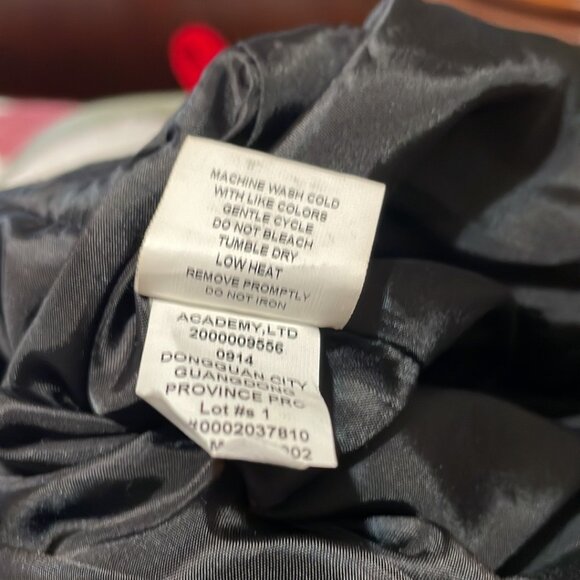 MACHINE WASH COLD
WITH LIKE COLORS
GENTLE CYCLE
DO NOT BLEACH
TUMBLE DRY
LOW HEAT
REMOVE PROMPTLY
DO NOT IRON
ACADEMY,LTD
2000009556
0914
DONGGUAN CITY
GUANGDONG
PROVINCE PRC
Lot #s 1
#0002037810